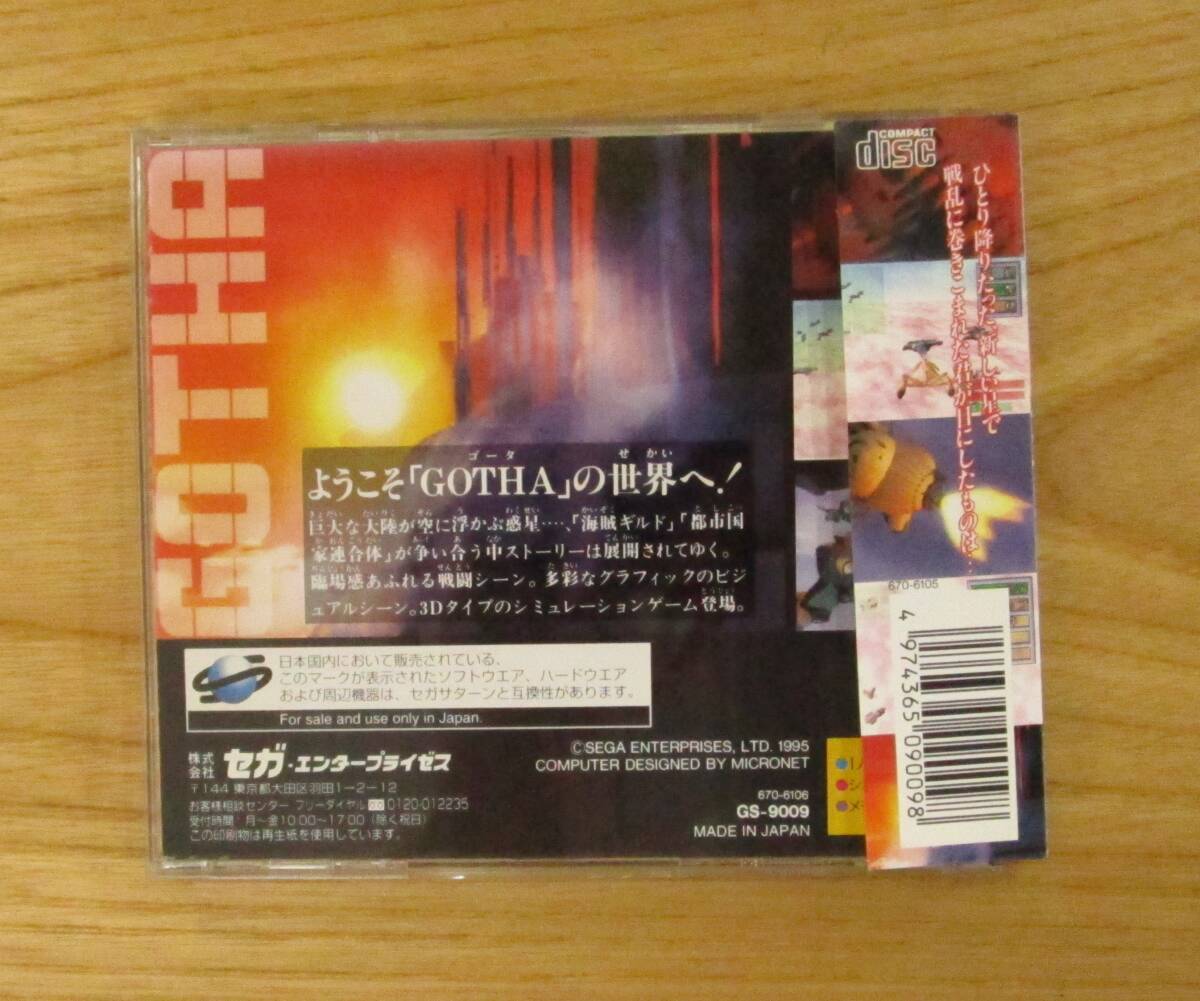 GOTHA
COMPACT
disc
ひとり降りたった新しい星で
戦乱に巻きこまれた君が目にしたものは…
ゴータ せかい
ようこそ「GOTHA」の世界へ!
巨大な大陸が空に浮かぶ惑星……、「海賊ギルド」「都市国
家連合体」が争い合う中ストーリーは展開されてゆく。
臨場感あふれる戦闘シーン。多彩なグラフィックのビジ
ュアルシーン。3Dタイプのシミュレーションゲーム登場。
日本国内において販売されている、
このマークが表示されたソフトウエア、ハードウエア
および周辺機器は、セガサターンと互換性があります。
For sale and use only in Japan.
株式会社 セガ・エンタープライゼス
〒144 東京都大田区羽田1-2-12
お客様相談センター フリーダイヤル 0120-012235
受付時間 月〜金10:00〜17:00(除く祝日)
この印刷物は再生紙を使用しています。
©SEGA ENTERPRISES, LTD. 1995
COMPUTER DESIGNED BY MICRONET
670-6106
GS-9009
MADE IN JAPAN
670-6105
4 974365 090098